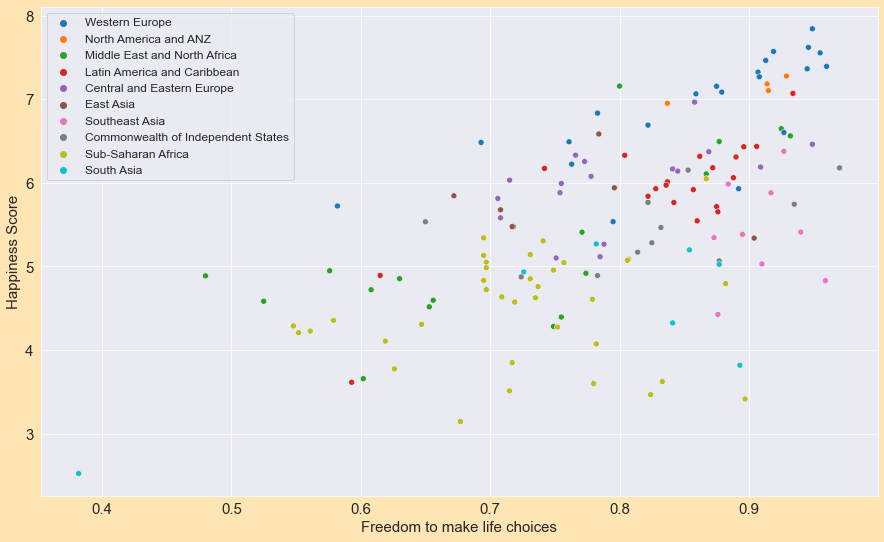 8
7
6
5
4
3
Happiness Score
Western Europe
North America and ANZ
Middle East and North Africa
Latin America and Caribbean
Central and Eastern Europe
East Asia
Southeast Asia
Commonwealth of Independent States
Sub-Saharan Africa
South Asia
0.4 0.5 0.6 0.7 0.8 0.9
Freedom to make life choices